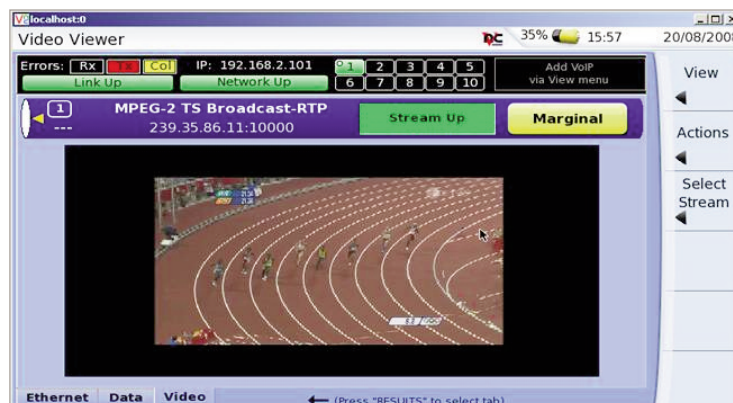 localhost:0
Video Viewer
DC 35% 15:57 20/08/2008
Errors: Rx Tx Col IP: 192.168.2.101
Link Up Network Up
1 2 3 4 5
6 7 8 9 10
Add VoIP
via View menu
1 MPEG-2 TS Broadcast-RTP
--- 239.35.86.11:10000
Stream Up
Marginal
View
Actions
Select
Stream
Ethernet Data Video
(Press "RESULTS" to select tab)